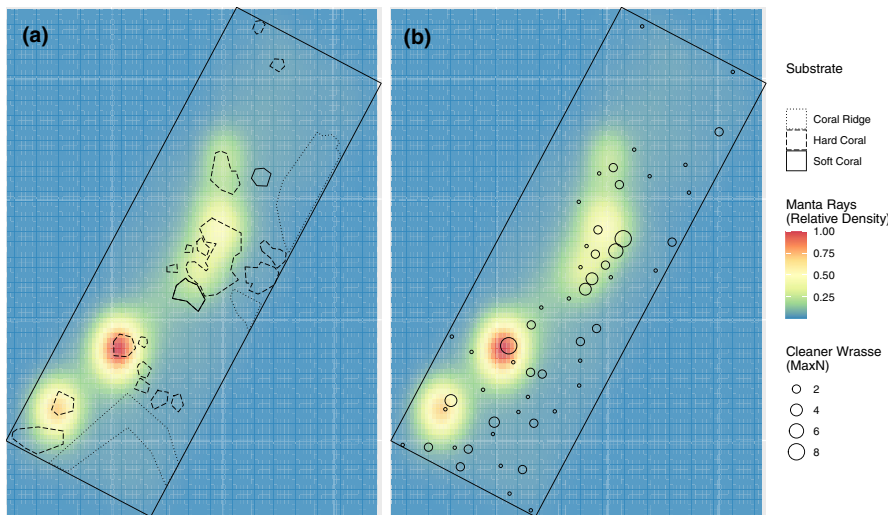 (a)
(b)
Substrate
Coral Ridge
Hard Coral
Soft Coral
Manta Rays
(Relative Density)
1.00
0.75
0.50
0.25
Cleaner Wrasse
(MaxN)
2
4
6
8